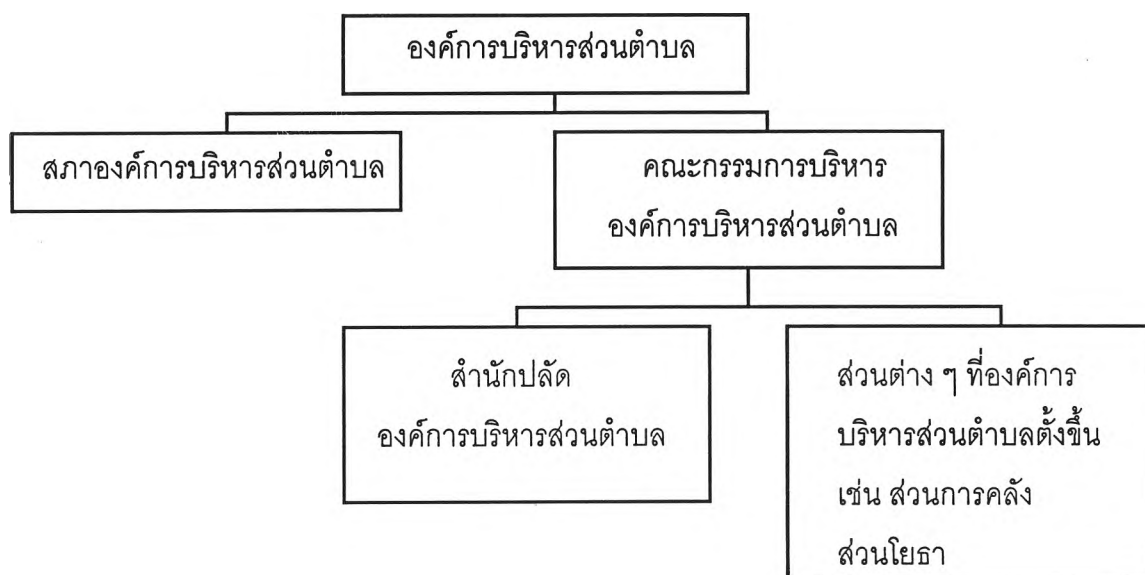 องค์การบริหารส่วนตำบล
สภาองค์การบริหารส่วนตำบล
คณะกรรมการบริหาร
องค์การบริหารส่วนตำบล
สำนักปลัด
องค์การบริหารส่วนตำบล
ส่วนต่าง ๆ ที่องค์การ
บริหารส่วนตำบลตั้งขึ้น
เช่น ส่วนการคลัง
ส่วนโยธา